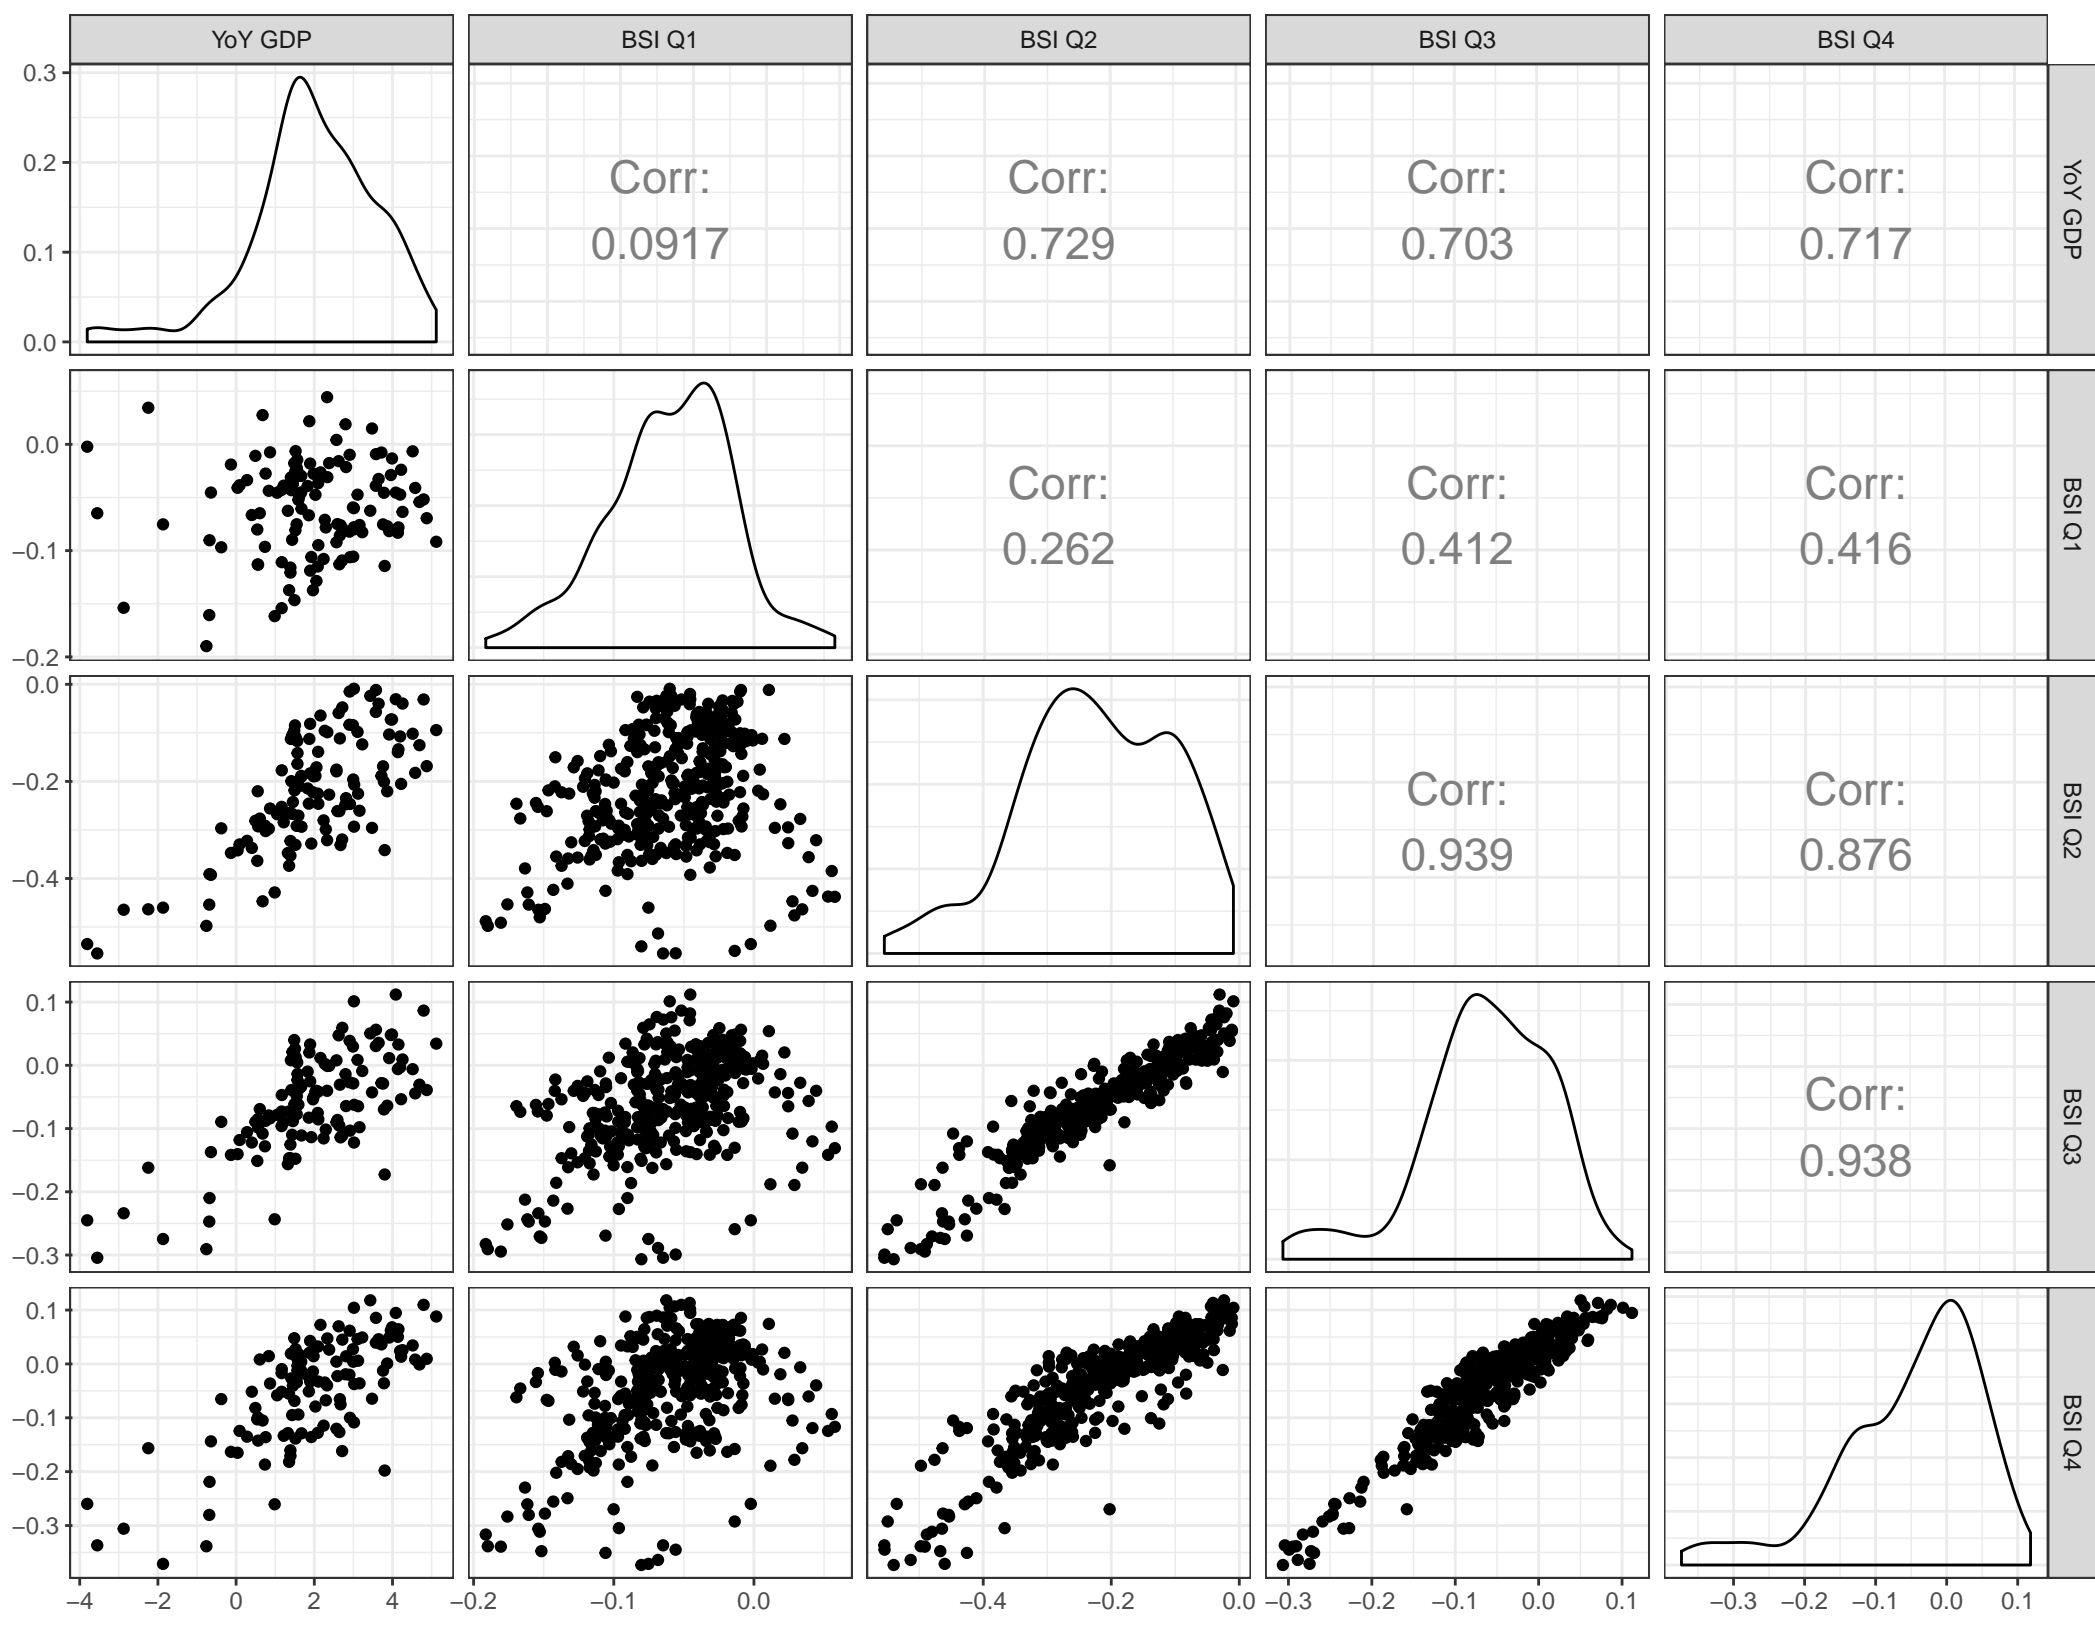 YoY GDP BSI Q1 BSI Q2 BSI Q3 BSI Q4
0.3
0.2
0.1
0.0
Corr:
0.0917
Corr:
0.729
Corr:
0.703
Corr:
0.717
YoY GDP
0.0
−0.1
−0.2
Corr:
0.262
Corr:
0.412
Corr:
0.416
BSI Q1
0.0
−0.2
−0.4
Corr:
0.939
Corr:
0.876
BSI Q2
0.1
0.0
−0.1
−0.2
−0.3
Corr:
0.938
BSI Q3
0.1
0.0
−0.1
−0.2
−0.3
BSI Q4
−4 −2 0 2 4 −0.2 −0.1 0.0 −0.4 −0.2 0.0 −0.3 −0.2 −0.1 0.0 0.1 −0.3 −0.2 −0.1 0.0 0.1